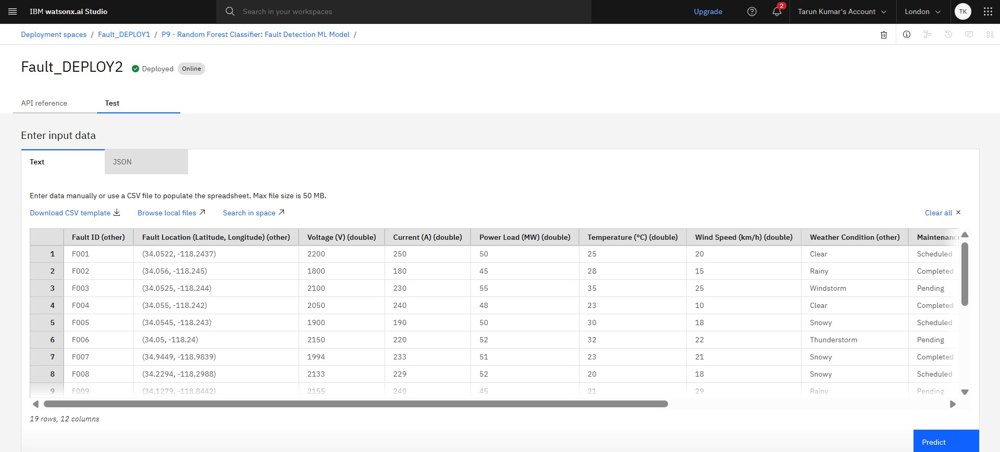 IBM watsonx.ai Studio
Search in your workspaces
Upgrade
2
Tarun Kumar's Account
London
TK
Deployment spaces / Fault_DEPLOY1 / P9 - Random Forest Classifier: Fault Detection ML Model /
Fault_DEPLOY2 Deployed Online
API reference Test
Enter input data
Text JSON
Enter data manually or use a CSV file to populate the spreadsheet. Max file size is 50 MB.
Download CSV template Browse local files Search in space Clear all
Fault ID (other) Fault Location (Latitude, Longitude) (other) Voltage (V) (double) Current (A) (double) Power Load (MW) (double) Temperature (°C) (double) Wind Speed (km/h) (double) Weather Condition (other) Maintenanc
1 F001 (34.0522, -118.2437) 2200 250 50 25 20 Clear Scheduled
2 F002 (34.056, -118.245) 1800 180 45 28 15 Rainy Completed
3 F003 (34.0525, -118.244) 2100 230 55 35 25 Windstorm Pending
4 F004 (34.055, -118.242) 2050 240 48 23 10 Clear Completed
5 F005 (34.0545, -118.243) 1900 190 50 30 18 Snowy Scheduled
6 F006 (34.05, -118.24) 2150 220 52 32 22 Thunderstorm Pending
7 F007 (34.9449, -118.9839) 1994 233 51 23 21 Snowy Completed
8 F008 (34.2294, -118.2988) 2133 229 52 20 18 Snowy Scheduled
9 F009 (34.1279, -118.8442) 2155 240 45 21 29 Rainy Pending
19 rows, 12 columns
Predict